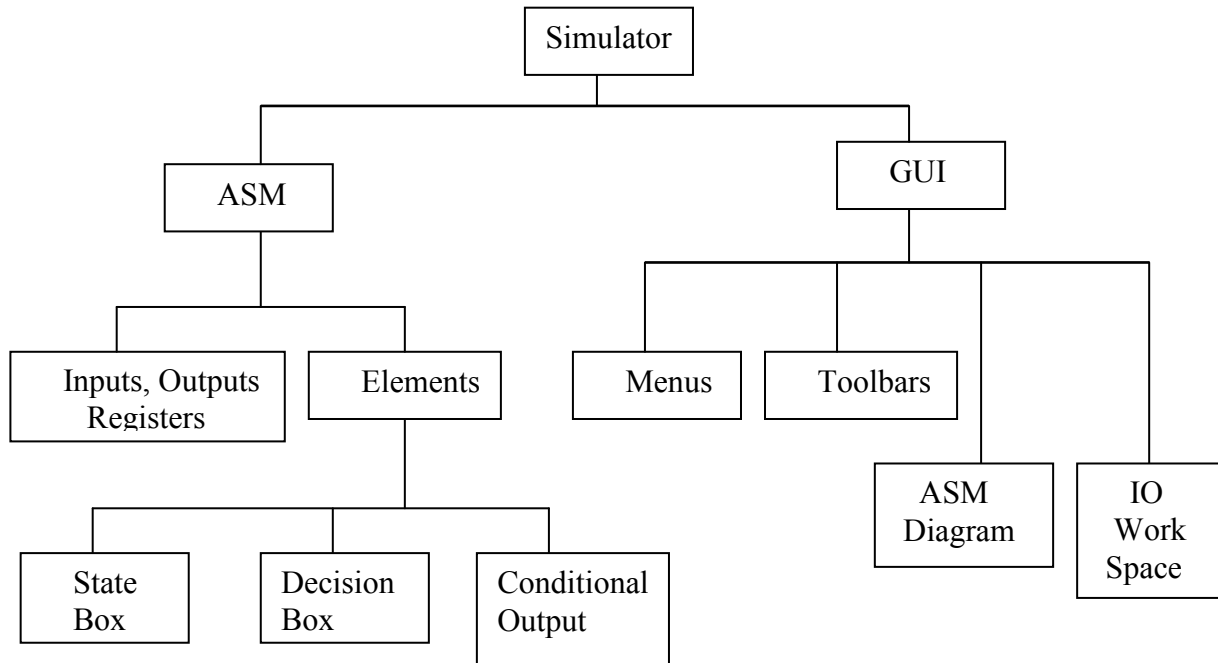 Simulator
ASM
GUI
Inputs, Outputs
Registers
Elements
Menus
Toolbars
ASM
Diagram
IO
Work
Space
State
Box
Decision
Box
Conditional
Output